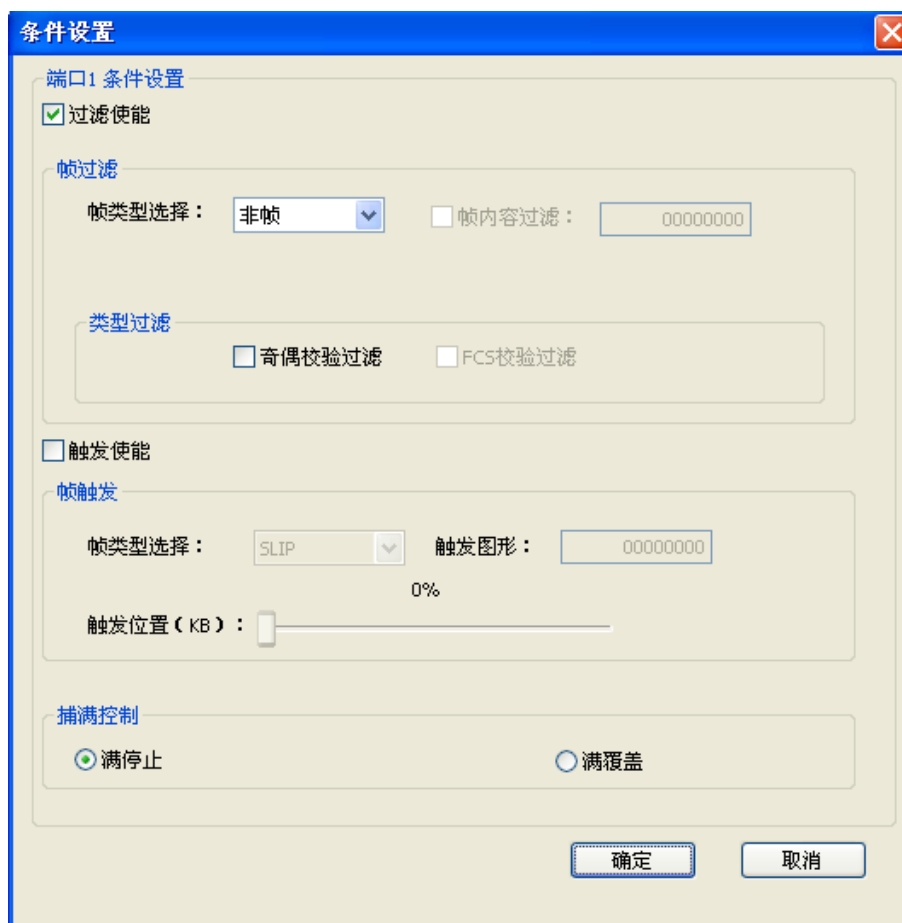 条件设置
端口1 条件设置
过滤使能
帧过滤
帧类型选择： 非帧 帧内容过滤： 00000000
类型过滤
奇偶校验过滤 FCS校验过滤
触发使能
帧触发
帧类型选择： SLIP 触发图形： 00000000
0%
触发位置（KB）：
捕满控制
满停止 满覆盖
确定 取消